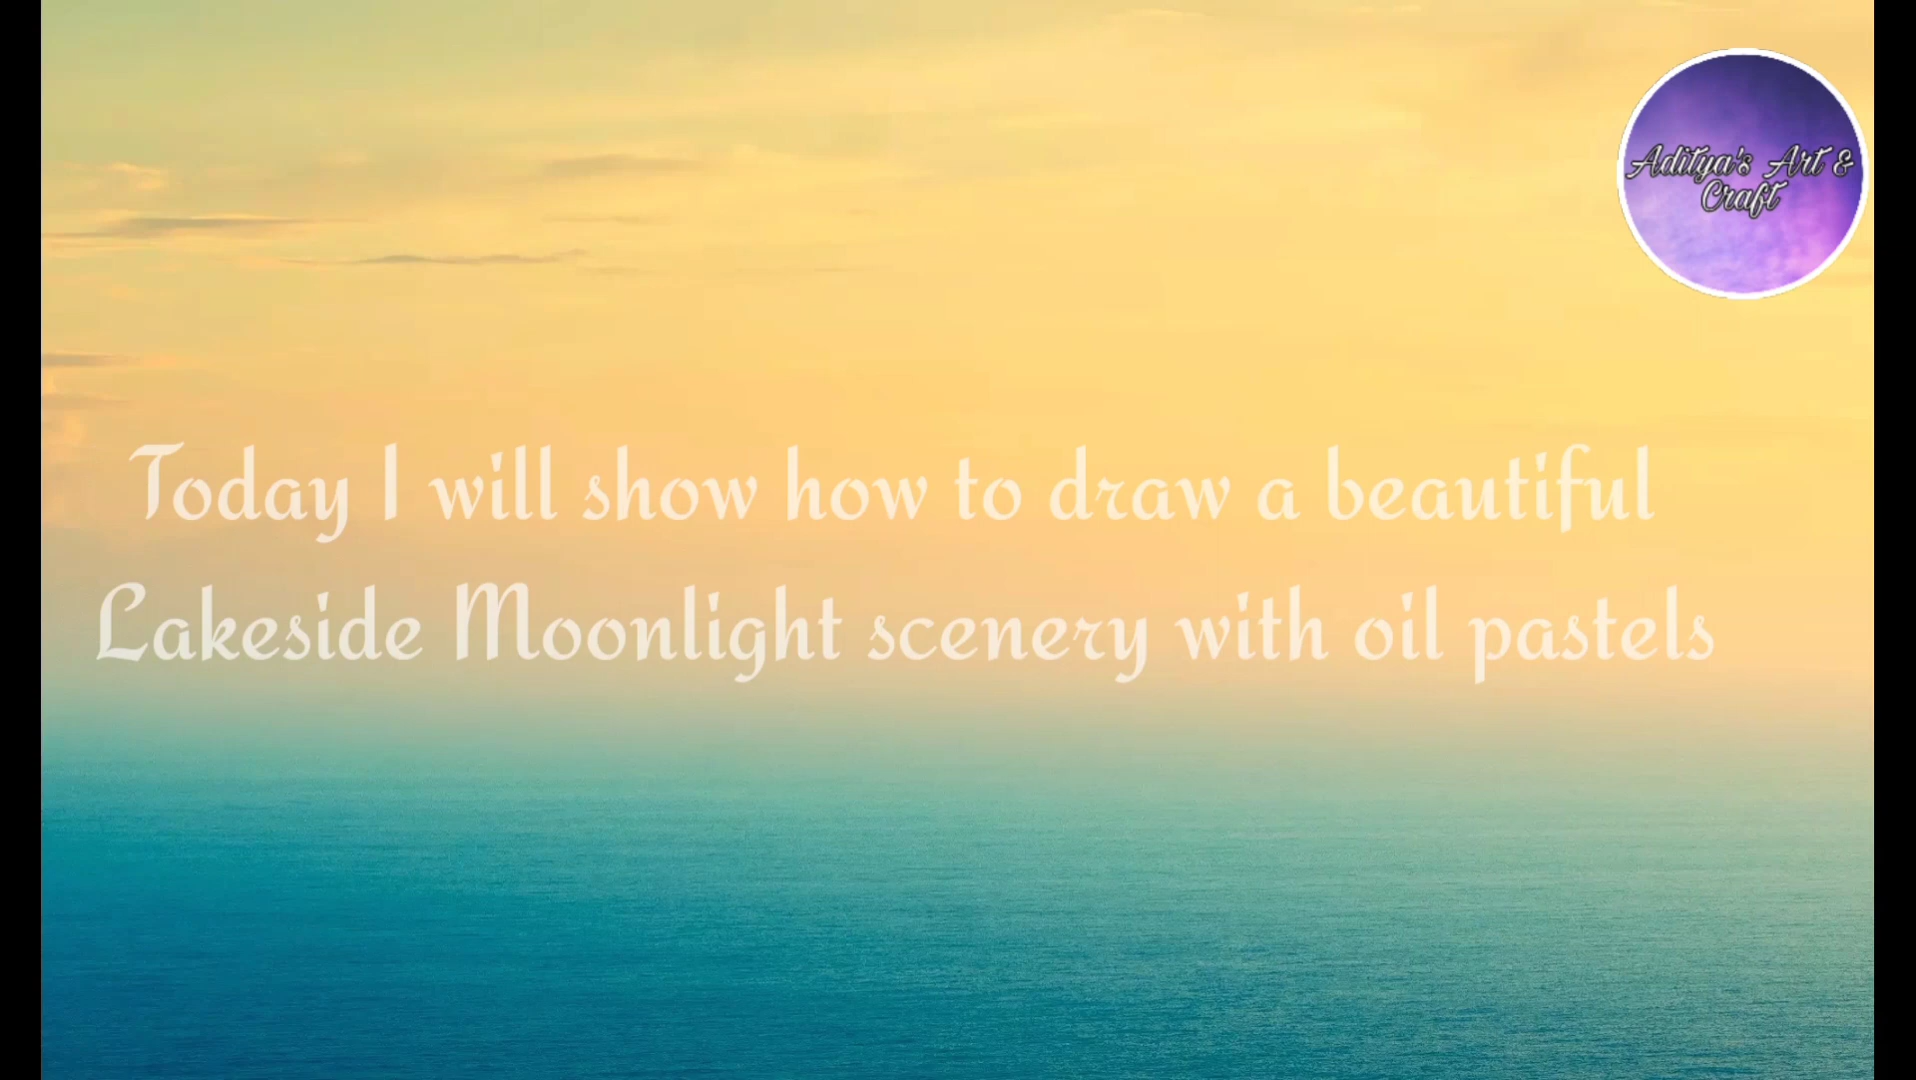 Aditya's Art &
Craft
Today I will show how to draw a beautiful
Lakeside Moonlight scenery with oil pastels